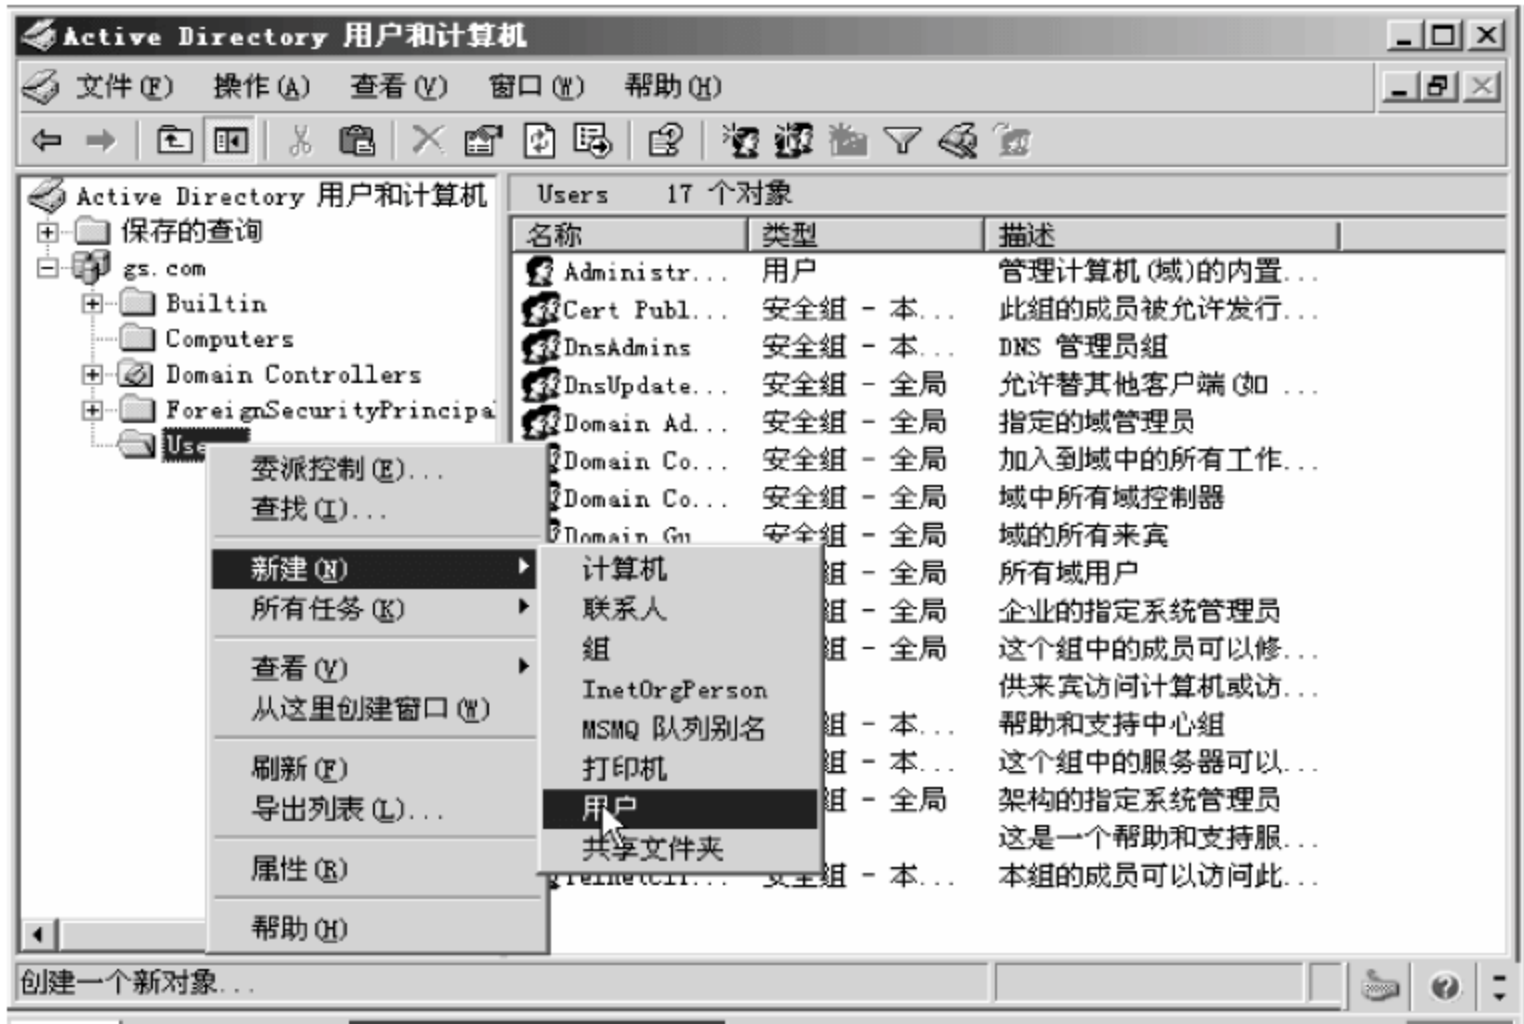 Active Directory 用户和计算机
文件(F) 操作(A) 查看(V) 窗口(W) 帮助(H)
Active Directory 用户和计算机
保存的查询
gs.com
Builtin
Computers
Domain Controllers
ForeignSecurityPrincipa
Use
Users 17 个对象
名称 类型 描述
Administr... 用户 管理计算机(域)的内置...
Cert Publ... 安全组 - 本... 此组的成员被允许发行...
DnsAdmins 安全组 - 本... DNS 管理员组
DnsUpdate... 安全组 - 全局 允许替其他客户端(如 ...
Domain Ad... 安全组 - 全局 指定的域管理员
Domain Co... 安全组 - 全局 加入到域中的所有工作...
Domain Co... 安全组 - 全局 域中所有域控制器
Domain Gu 安全组 - 全局 域的所有来宾
组 - 全局 所有域用户
组 - 全局 企业的指定系统管理员
组 - 全局 这个组中的成员可以修...
供来宾访问计算机或访...
组 - 本... 帮助和支持中心组
组 - 本... 这个组中的服务器可以...
组 - 全局 架构的指定系统管理员
这是一个帮助和支持服...
TelnetCli... 安全组 - 本... 本组的成员可以访问此...
委派控制(E)...
查找(I)...
新建(N)
所有任务(K)
查看(V)
从这里创建窗口(W)
刷新(F)
导出列表(L)...
属性(R)
帮助(H)
计算机
联系人
组
InetOrgPerson
MSMQ 队列别名
打印机
用户
共享文件夹
创建一个新对象...